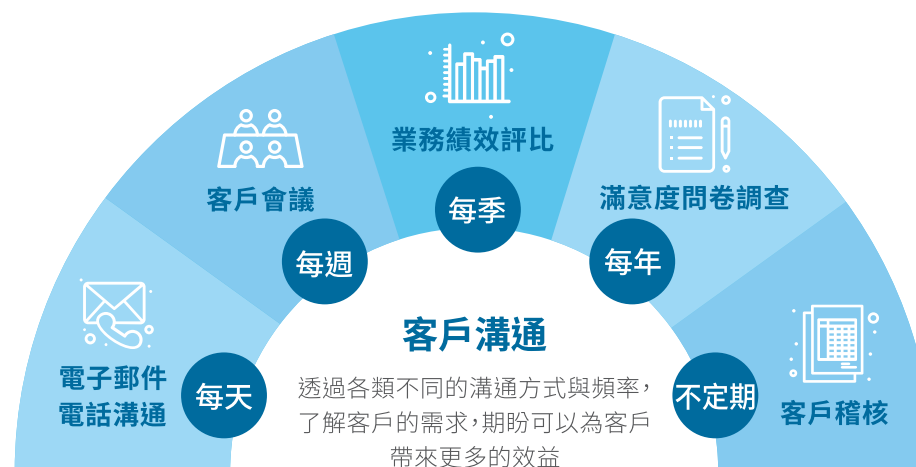 電子郵件
電話溝通
每天
客戶會議
每週
業務績效評比
每季
滿意度問卷調查
每年
客戶稽核
不定期
客戶溝通
透過各類不同的溝通方式與頻率，
了解客戶的需求，期盼可以為客戶
帶來更多的效益